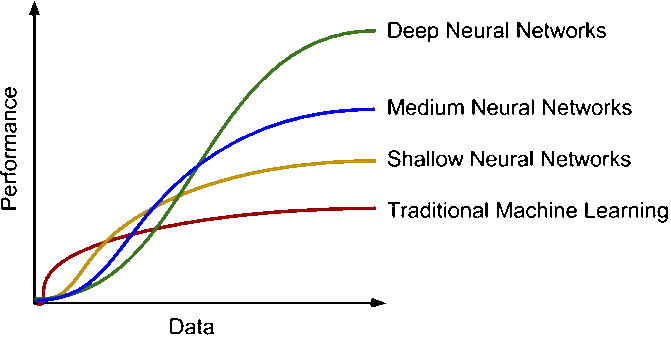 Deep Neural Networks
Medium Neural Networks
Shallow Neural Networks
Traditional Machine Learning
Performance
Data